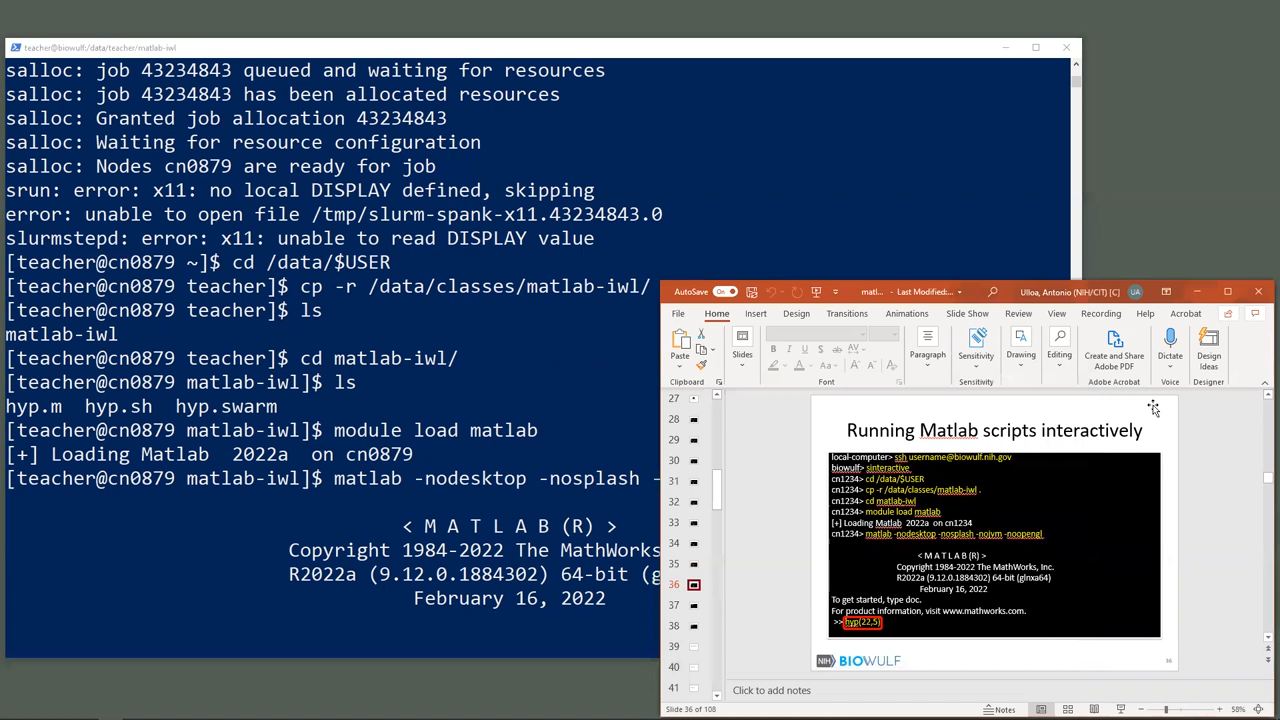 teacher@biowulf:/data/teacher/matlab-iwl
salloc: job 43234843 queued and waiting for resources
salloc: job 43234843 has been allocated resources
salloc: Granted job allocation 43234843
salloc: Waiting for resource configuration
salloc: Nodes cn0879 are ready for job
srun: error: x11: no local DISPLAY defined, skipping
error: unable to open file /tmp/slurm-spank-x11.43234843.0
slurmstepd: error: x11: unable to read DISPLAY value
[teacher@cn0879 ~]$ cd /data/$USER
[teacher@cn0879 teacher]$ cp -r /data/classes/matlab-iwl/
[teacher@cn0879 teacher]$ ls
matlab-iwl
[teacher@cn0879 teacher]$ cd matlab-iwl/
[teacher@cn0879 matlab-iwl]$ ls
hyp.m hyp.sh hyp.swarm
[teacher@cn0879 matlab-iwl]$ module load matlab
[+] Loading Matlab 2022a on cn0879
[teacher@cn0879 matlab-iwl]$ matlab -nodesktop -nosplash -
< M A T L A B (R) >
Copyright 1984-2022 The MathWorks
R2022a (9.12.0.1884302) 64-bit (g
February 16, 2022
AutoSave On matl... - Last Modified:... Ulloa, Antonio (NIH/CIT) [C] UA
File Home Insert Design Transitions Animations Slide Show Review View Recording Help Acrobat
Paste Slides Paragraph Sensitivity Drawing Editing Create and Share Adobe PDF Dictate Design Ideas
Clipboard Font Sensitivity Adobe Acrobat Voice Designer
27
28
29
30
31
32
33
34
35
36
37
38
39
40
41
Running Matlab scripts interactively
local-computer> ssh username@biowulf.nih.gov
biowulf> sinteractive
cn1234> cd /data/$USER
cn1234> cp -r /data/classes/matlab-iwl .
cn1234> cd matlab-iwl
cn1234> module load matlab
[+] Loading Matlab 2022a on cn1234
cn1234> matlab -nodesktop -nosplash -nojvm -noopengl
< M A T L A B (R) >
Copyright 1984-2022 The MathWorks, Inc.
R2022a (9.12.0.1884302) 64-bit (glnxa64)
February 16, 2022
To get started, type doc.
For product information, visit www.mathworks.com.
>> hyp(22,5)
NIH BIOWULF
36
Click to add notes
Slide 36 of 108 Notes 58%